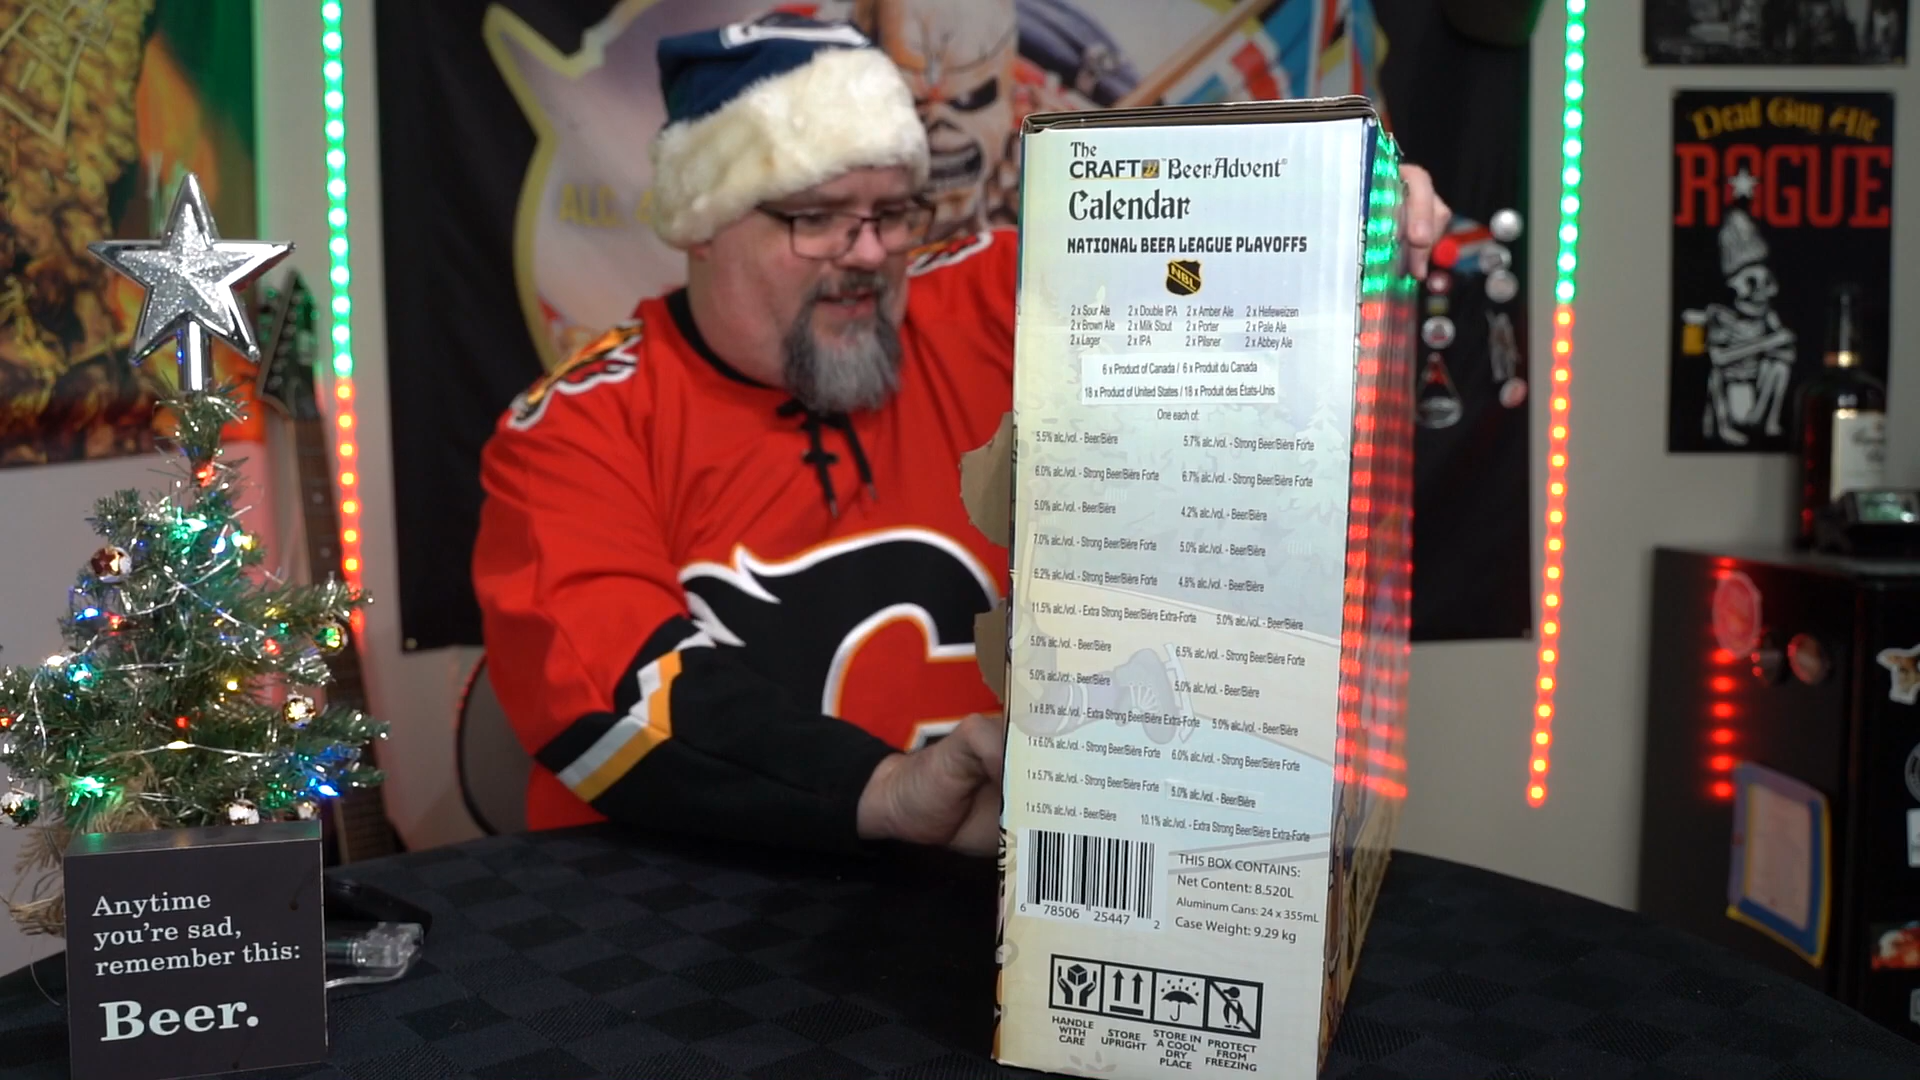 The
CRAFT BeerAdvent®
Calendar
NATIONAL BEER LEAGUE PLAYOFFS
NBL
2 x Sour Ale 2 x Double IPA 2 x Amber Ale 2 x Hefeweizen
2 x Brown Ale 2 x Milk Stout 2 x Porter 2 x Pale Ale
2 x Lager 2 x IPA 2 x Pilsner 2 x Abbey Ale
6 x Product of Canada / 6 x Produit du Canada
18 x Product of United States / 18 x Produit des États-Unis
One each of:
5.5% alc./vol. - Beer/Bière 5.7% alc./vol. - Strong Beer/Bière Forte
6.0% alc./vol. - Strong Beer/Bière Forte 6.7% alc./vol. - Strong Beer/Bière Forte
5.0% alc./vol. - Beer/Bière 4.2% alc./vol. - Beer/Bière
7.0% alc./vol. - Strong Beer/Bière Forte 5.0% alc./vol. - Beer/Bière
6.2% alc./vol. - Strong Beer/Bière Forte 4.8% alc./vol. - Beer/Bière
11.5% alc./vol. - Extra Strong Beer/Bière Extra-Forte 5.0% alc./vol. - Beer/Bière
5.0% alc./vol. - Beer/Bière 6.5% alc./vol. - Strong Beer/Bière Forte
5.0% alc./vol. - Beer/Bière 5.0% alc./vol. - Beer/Bière
1 x 8.8% alc./vol. - Extra Strong Beer/Bière Extra-Forte 5.0% alc./vol. - Beer/Bière
1 x 6.0% alc./vol. - Strong Beer/Bière Forte 6.0% alc./vol. - Strong Beer/Bière Forte
1 x 5.7% alc./vol. - Strong Beer/Bière Forte 5.0% alc./vol. - Beer/Bière
1 x 5.0% alc./vol. - Beer/Bière 10.1% alc./vol. - Extra Strong Beer/Bière Extra-Forte
6 78506 25447 2
THIS BOX CONTAINS:
Net Content: 8.520L
Aluminum Cans: 24 x 355mL
Case Weight: 9.29 kg
HANDLE WITH CARE
STORE UPRIGHT
STORE IN A COOL DRY PLACE
PROTECT FROM FREEZING
Anytime
you're sad,
remember this:
Beer.
Dead Guy Ale
ROGUE
ALC.